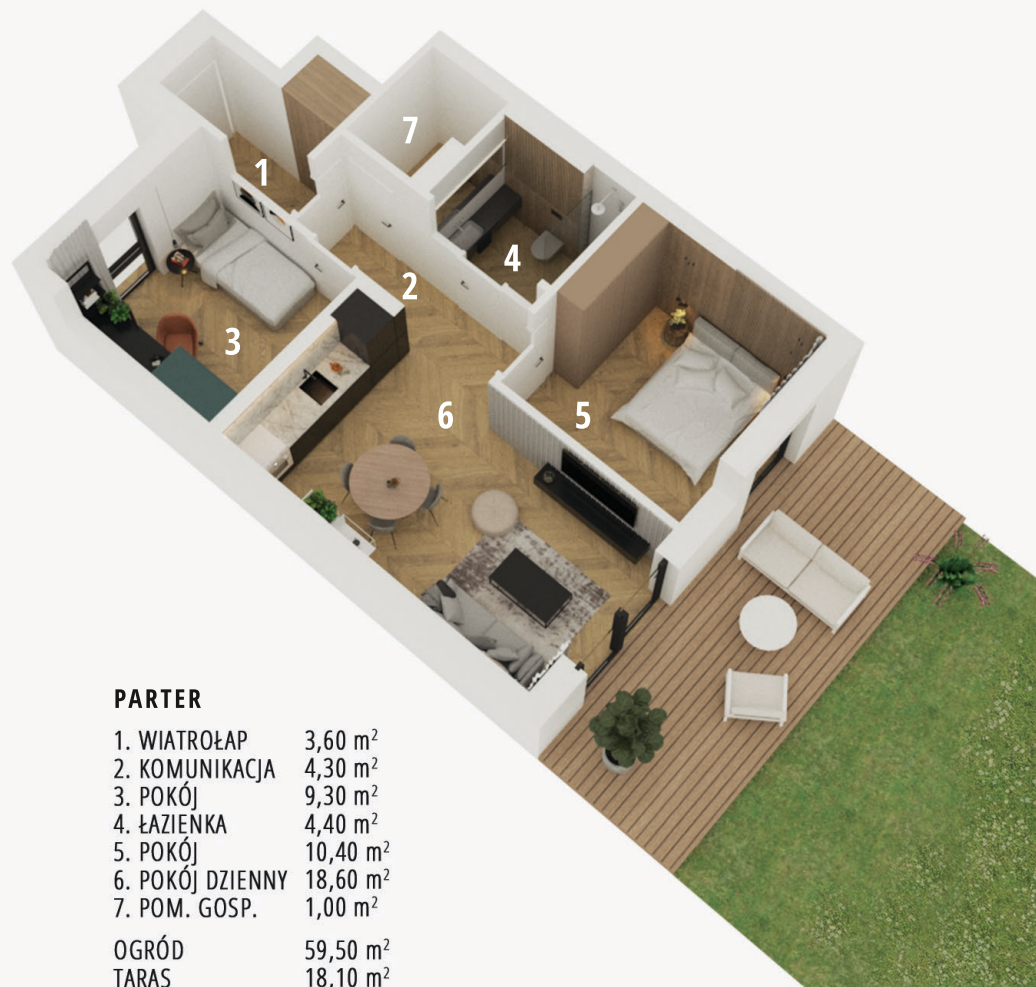 1
7
4
2
3
6
5
PARTER
1. WIATROŁAP 3,60 m²
2. KOMUNIKACJA 4,30 m²
3. POKÓJ 9,30 m²
4. ŁAZIENKA 4,40 m²
5. POKÓJ 10,40 m²
6. POKÓJ DZIENNY 18,60 m²
7. POM. GOSP. 1,00 m²
OGRÓD 59,50 m²
TARAS 18,10 m²